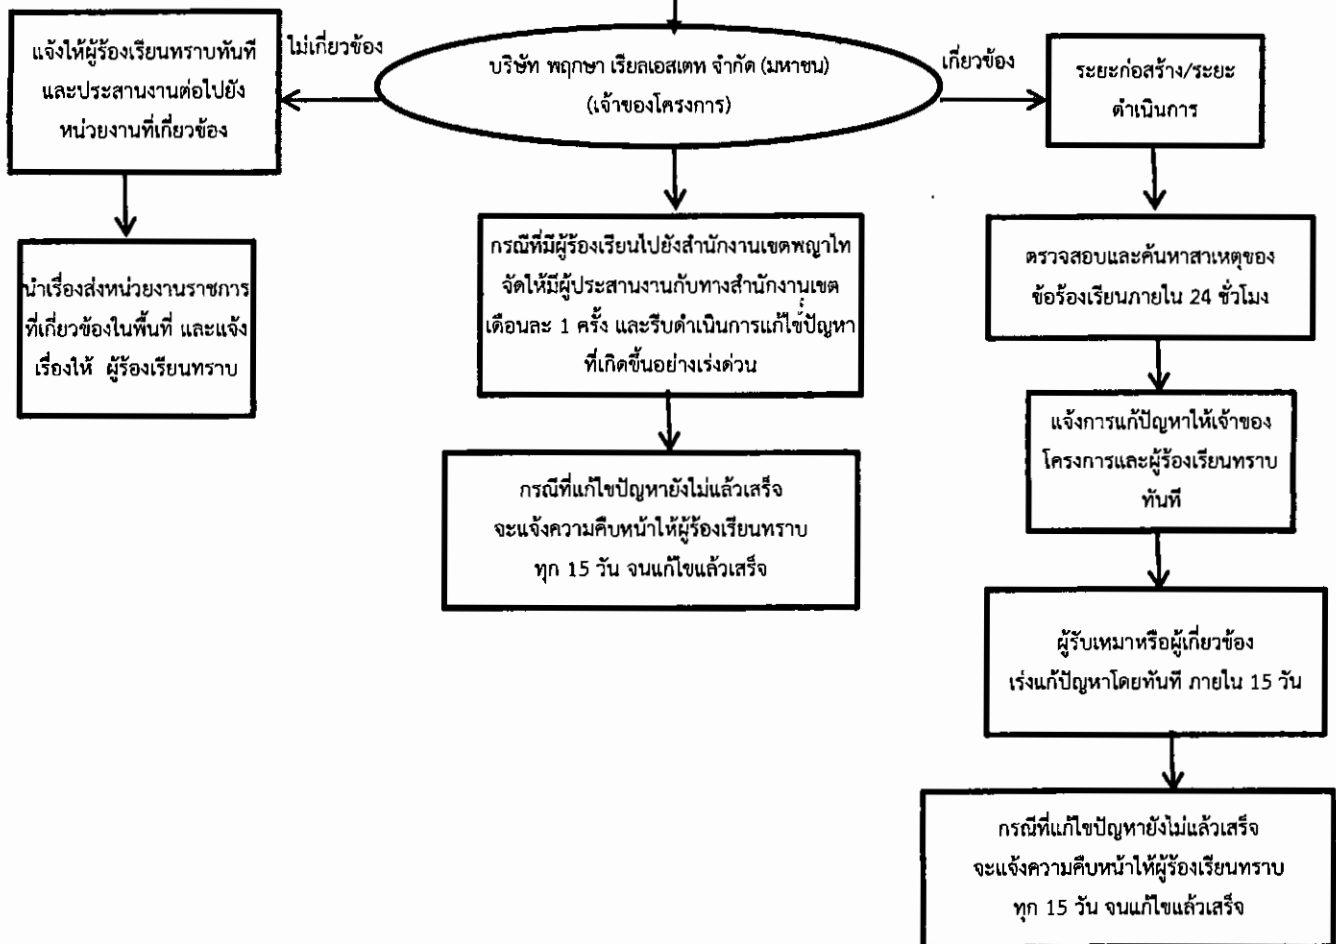 แจ้งให้ผู้ร้องเรียนทราบทันที
และประสานงานต่อไปยัง
หน่วยงานที่เกี่ยวข้อง
ไม่เกี่ยวข้อง
บริษัท พฤกษา เรียลเอสเตท จำกัด (มหาชน)
(เจ้าของโครงการ)
เกี่ยวข้อง
ระยะก่อสร้าง/ระยะ
ดำเนินการ
นำเรื่องส่งหน่วยงานราชการ
ที่เกี่ยวข้องในพื้นที่ และแจ้ง
เรื่องให้ ผู้ร้องเรียนทราบ
กรณีที่มีผู้ร้องเรียนไปยังสำนักงานเขตพญาไท
จัดให้มีผู้ประสานงานกับทางสำนักงานเขต
เดือนละ 1 ครั้ง และรีบดำเนินการแก้ไขปัญหา
ที่เกิดขึ้นอย่างเร่งด่วน
กรณีที่แก้ไขปัญหายังไม่แล้วเสร็จ
จะแจ้งความคืบหน้าให้ผู้ร้องเรียนทราบ
ทุก 15 วัน จนแก้ไขแล้วเสร็จ
ตรวจสอบและค้นหาสาเหตุของ
ข้อร้องเรียนภายใน 24 ชั่วโมง
แจ้งการแก้ปัญหาให้เจ้าของ
โครงการและผู้ร้องเรียนทราบ
ทันที
ผู้รับเหมาหรือผู้เกี่ยวข้อง
เร่งแก้ปัญหาโดยทันที ภายใน 15 วัน
กรณีที่แก้ไขปัญหายังไม่แล้วเสร็จ
จะแจ้งความคืบหน้าให้ผู้ร้องเรียนทราบ
ทุก 15 วัน จนแก้ไขแล้วเสร็จ